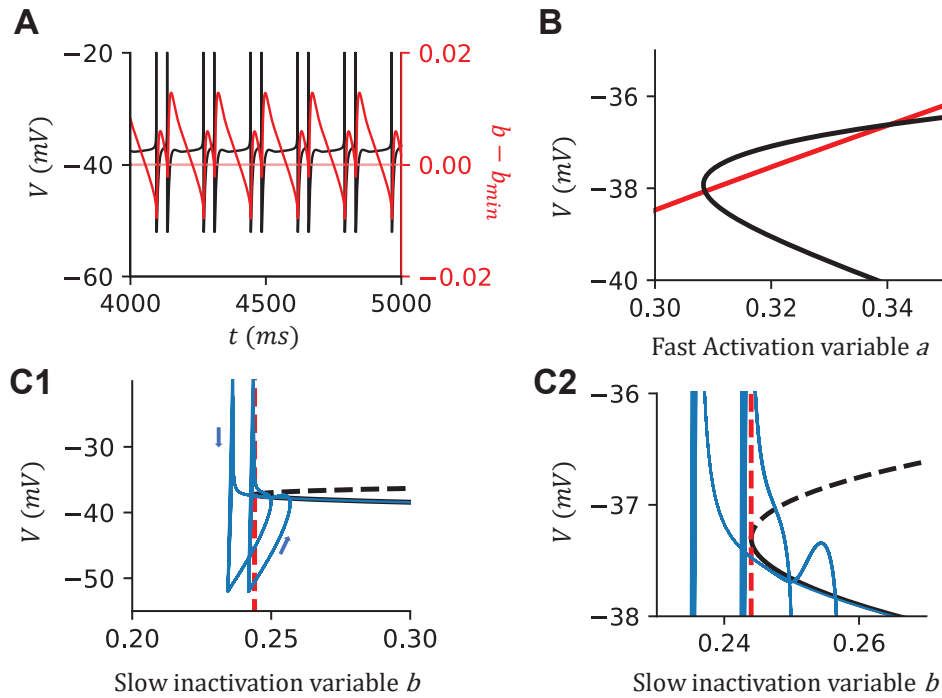 A
B
−20
−40
−60
V (mV)
0.02
0.00
−0.02
b − b_min
4000
4500
5000
t (ms)
−36
−38
−40
V (mV)
0.30
0.32
0.34
Fast Activation variable a
C1
C2
−30
−40
−50
V (mV)
0.20
0.25
0.30
Slow inactivation variable b
−36
−37
−38
V (mV)
0.24
0.26
Slow inactivation variable b